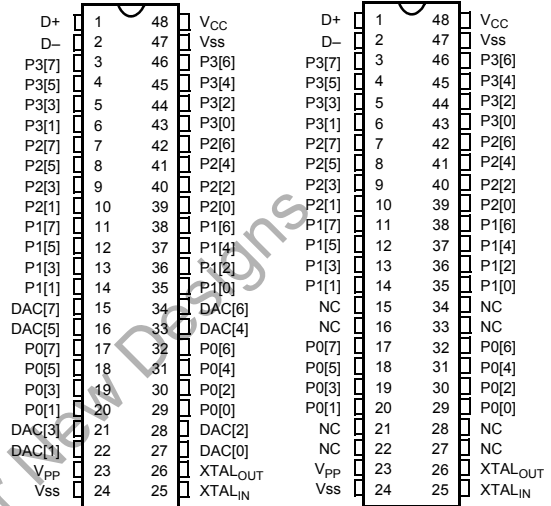 D+ 1 48 VCC D+ 1 48 VCC
D– 2 47 Vss D– 2 47 Vss
P3[7] 3 46 P3[6] P3[7] 3 46 P3[6]
P3[5] 4 45 P3[4] P3[5] 4 45 P3[4]
P3[3] 5 44 P3[2] P3[3] 5 44 P3[2]
P3[1] 6 43 P3[0] P3[1] 6 43 P3[0]
P2[7] 7 42 P2[6] P2[7] 7 42 P2[6]
P2[5] 8 41 P2[4] P2[5] 8 41 P2[4]
P2[3] 9 40 P2[2] P2[3] 9 40 P2[2]
P2[1] 10 39 P2[0] P2[1] 10 39 P2[0]
P1[7] 11 38 P1[6] P1[7] 11 38 P1[6]
P1[5] 12 37 P1[4] P1[5] 12 37 P1[4]
P1[3] 13 36 P1[2] P1[3] 13 36 P1[2]
P1[1] 14 35 P1[0] P1[1] 14 35 P1[0]
DAC[7] 15 34 DAC[6] NC 15 34 NC
DAC[5] 16 33 DAC[4] NC 16 33 NC
P0[7] 17 32 P0[6] P0[7] 17 32 P0[6]
P0[5] 18 31 P0[4] P0[5] 18 31 P0[4]
P0[3] 19 30 P0[2] P0[3] 19 30 P0[2]
P0[1] 20 29 P0[0] P0[1] 20 29 P0[0]
DAC[3] 21 28 DAC[2] NC 21 28 NC
DAC[1] 22 27 DAC[0] NC 22 27 NC
VPP 23 26 XTALOUT VPP 23 26 XTALOUT
Vss 24 25 XTALIN Vss 24 25 XTALIN
New Designs